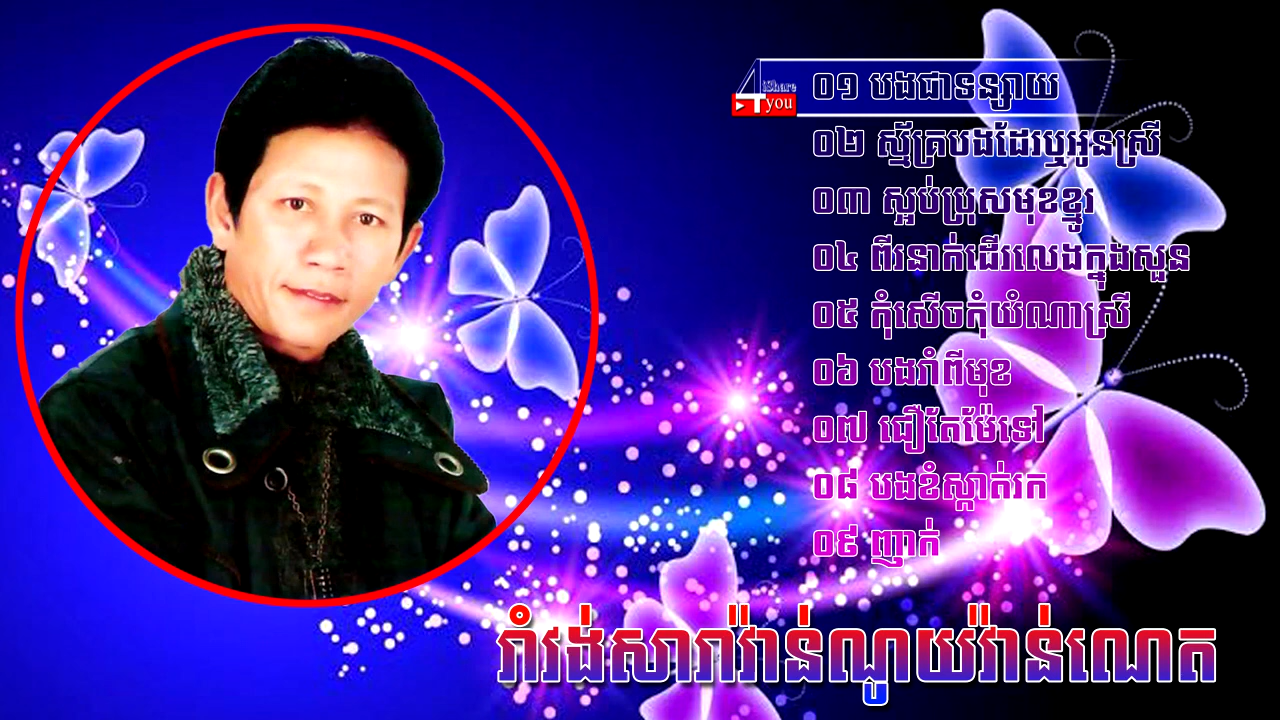 4 iShare
T you
០១ បងជាទន្សាយ
០២ ស្ម័គ្របងដែរឬអូនស្រី
០៣ ស្អប់ប្រុសមុខខ្មូវ
០៤ ពីរនាក់ដើរលេងក្នុងសួន
០៥ កុំសើចកុំយំណាស្រី
០៦ បងរាំពីមុខ
០៧ ជឿតែម៉ែទៅ
០៨ បងខំស្កាត់រក
០៩ ញាក់
រាំវង់សារ៉ាវ៉ាន់ណូយវ៉ាន់ណេត